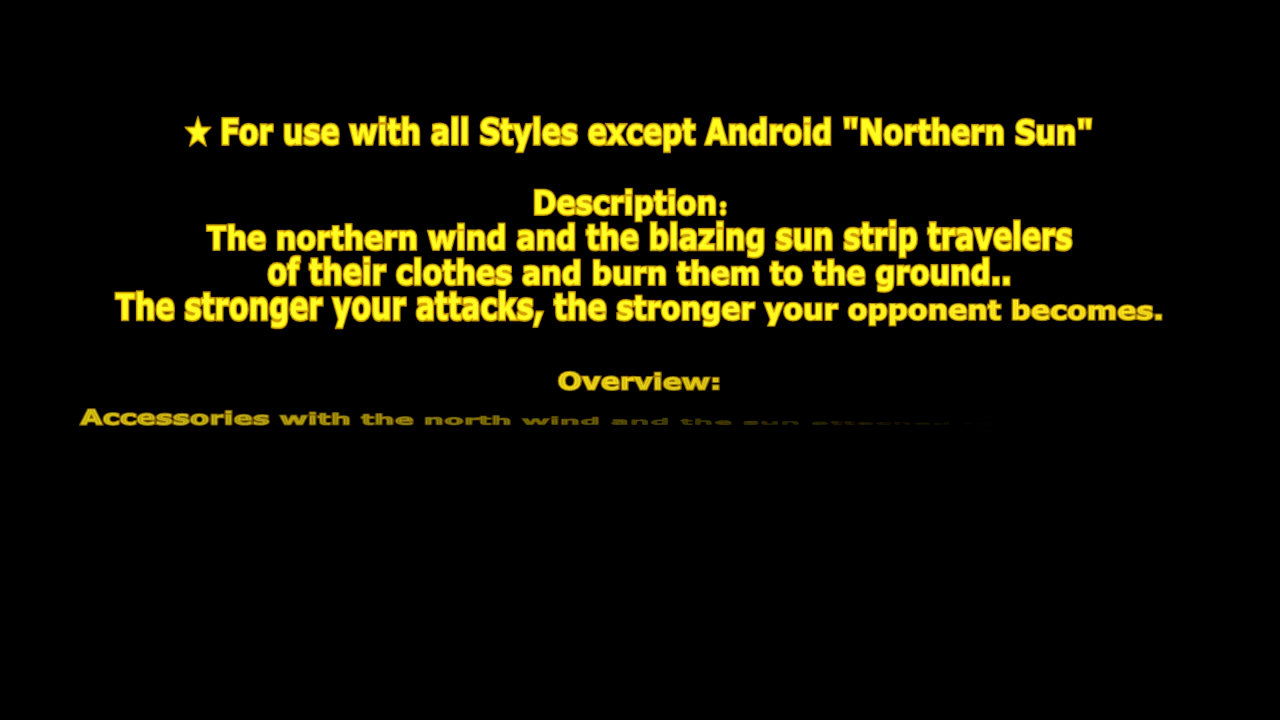 ★ For use with all Styles except Android "Northern Sun"
Description：
The northern wind and the blazing sun strip travelers
of their clothes and burn them to the ground..
The stronger your attacks, the stronger your opponent becomes.
Overview:
Accessories with the north wind and the sun attached